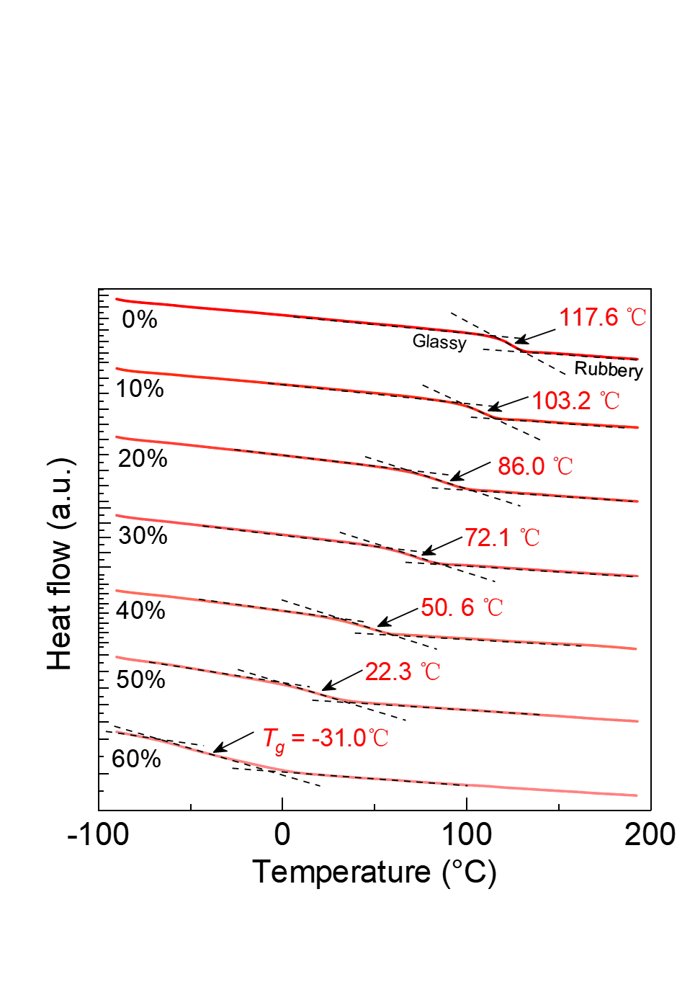 0%
117.6 ℃
Glassy
Rubbery
10%
103.2 ℃
20%
86.0 ℃
30%
72.1 ℃
40%
50. 6 ℃
50%
22.3 ℃
60%
Tg = -31.0℃
Heat flow (a.u.)
-100 0 100 200
Temperature (°C)